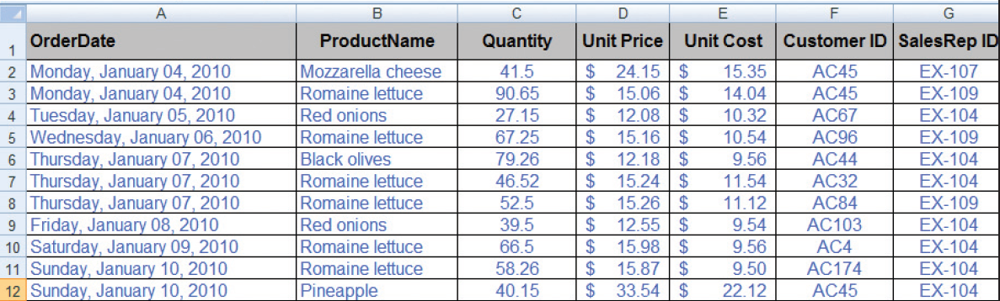 A B C D E F G
1 OrderDate ProductName Quantity Unit Price Unit Cost Customer ID SalesRep ID
2 Monday, January 04, 2010 Mozzarella cheese 41.5 $ 24.15 $ 15.35 AC45 EX-107
3 Monday, January 04, 2010 Romaine lettuce 90.65 $ 15.06 $ 14.04 AC45 EX-109
4 Tuesday, January 05, 2010 Red onions 27.15 $ 12.08 $ 10.32 AC67 EX-104
5 Wednesday, January 06, 2010 Romaine lettuce 67.25 $ 15.16 $ 10.54 AC96 EX-109
6 Thursday, January 07, 2010 Black olives 79.26 $ 12.18 $ 9.56 AC44 EX-104
7 Thursday, January 07, 2010 Romaine lettuce 46.52 $ 15.24 $ 11.54 AC32 EX-104
8 Thursday, January 07, 2010 Romaine lettuce 52.5 $ 15.26 $ 11.12 AC84 EX-109
9 Friday, January 08, 2010 Red onions 39.5 $ 12.55 $ 9.54 AC103 EX-104
10 Saturday, January 09, 2010 Romaine lettuce 66.5 $ 15.98 $ 9.56 AC4 EX-104
11 Sunday, January 10, 2010 Romaine lettuce 58.26 $ 15.87 $ 9.50 AC174 EX-104
12 Sunday, January 10, 2010 Pineapple 40.15 $ 33.54 $ 22.12 AC45 EX-104